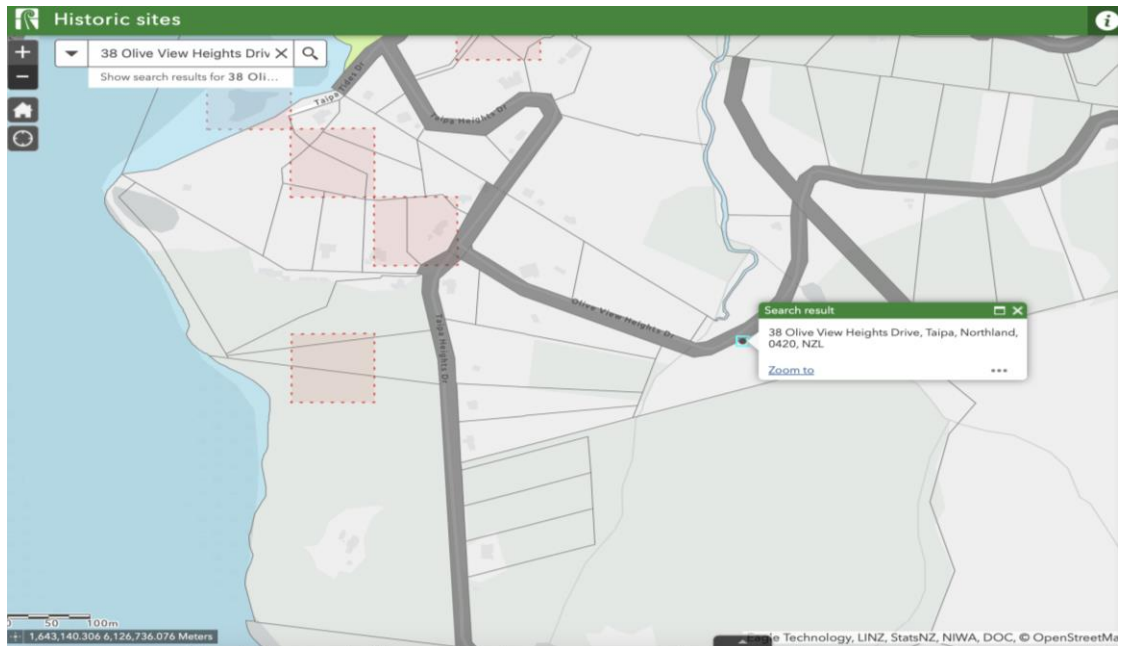 Historic sites
38 Olive View Heights Driv
Show search results for 38 Oli...
Taipa Tides Dr
Taipa Heights Dr
Olive View Heights Dr
Taipa Heights Dr
Search result
38 Olive View Heights Drive, Taipa, Northland,
0420, NZL
Zoom to
0 50 100m
1,643,140.306 6,126,736.076 Meters
Eagle Technology, LINZ, StatsNZ, NIWA, DOC, © OpenStreetMa